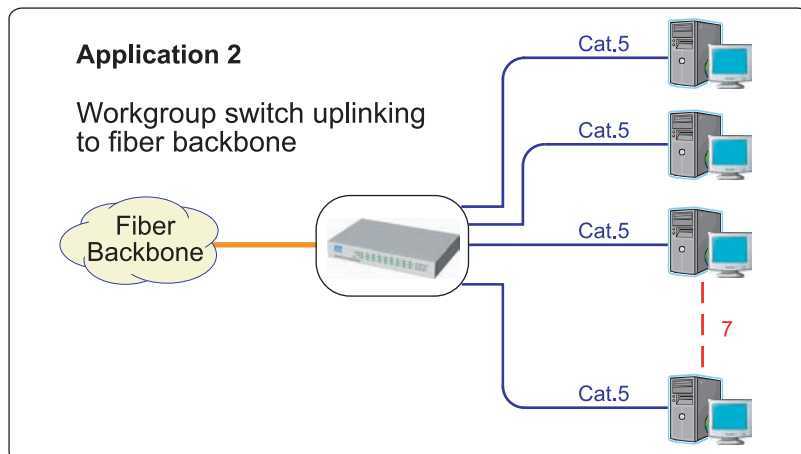 Application 2
Workgroup switch uplinking
to fiber backbone
Fiber
Backbone
Cat.5
Cat.5
Cat.5
7
Cat.5